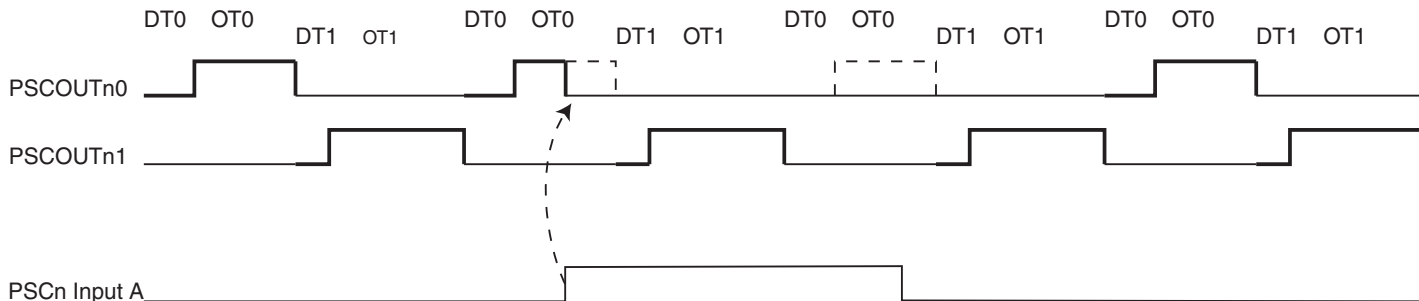 DT0 OT0 DT0 OT0 DT0 OT0 DT0 OT0
DT1 OT1 DT1 OT1 DT1 OT1 DT1 OT1
PSCOUTn0
PSCOUTn1
PSCn Input A